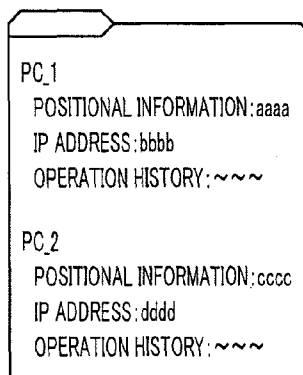 PC_1
POSITIONAL INFORMATION:aaaa
IP ADDRESS:bbbb
OPERATION HISTORY:~~~
PC_2
POSITIONAL INFORMATION:cccc
IP ADDRESS:dddd
OPERATION HISTORY:~~~